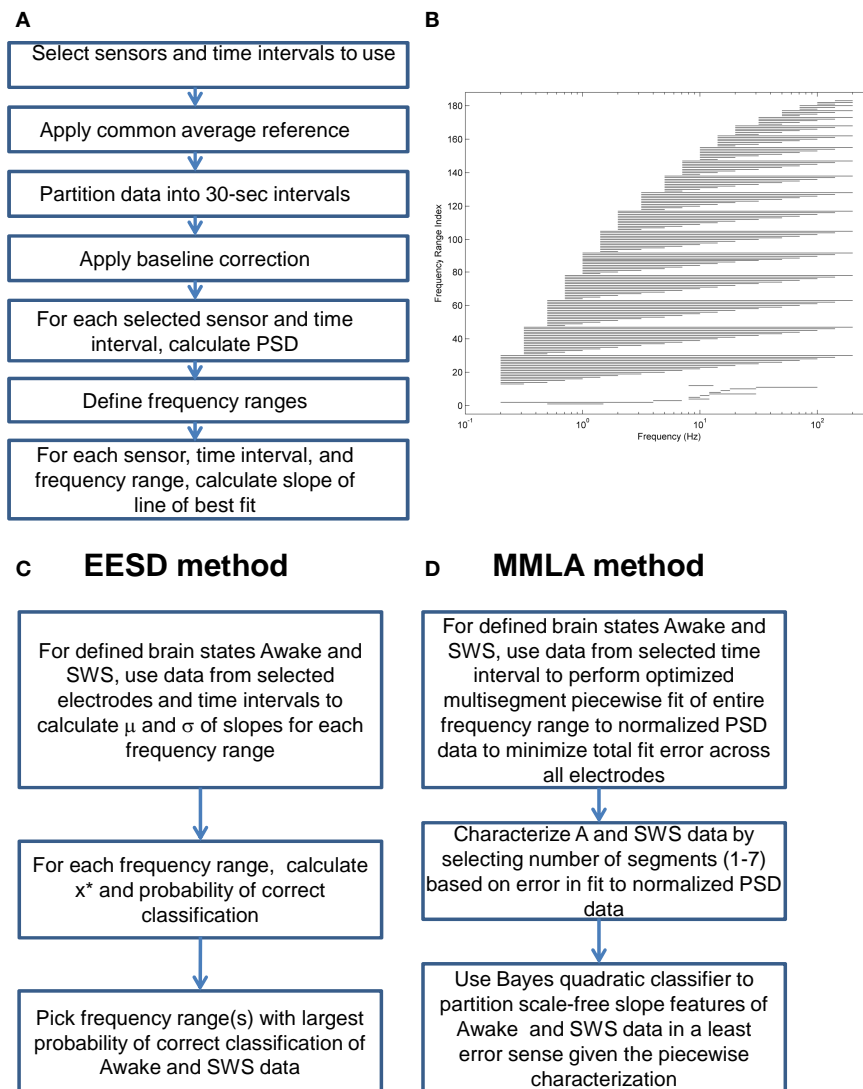 A
Select sensors and time intervals to use
Apply common average reference
Partition data into 30-sec intervals
Apply baseline correction
For each selected sensor and time
interval, calculate PSD
Define frequency ranges
For each sensor, time interval, and
frequency range, calculate slope of
line of best fit
B
Frequency Range Index
180
160
140
120
100
80
60
40
20
0
10⁻¹
10⁰
10¹
10²
Frequency (Hz)
C EESD method
For defined brain states Awake and
SWS, use data from selected
electrodes and time intervals to
calculate μ and σ of slopes for each
frequency range
For each frequency range, calculate
x* and probability of correct
classification
Pick frequency range(s) with largest
probability of correct classification of
Awake and SWS data
D MMLA method
For defined brain states Awake and
SWS, use data from selected time
interval to perform optimized
multisegment piecewise fit of entire
frequency range to normalized PSD
data to minimize total fit error across
all electrodes
Characterize A and SWS data by
selecting number of segments (1-7)
based on error in fit to normalized PSD
data
Use Bayes quadratic classifier to
partition scale-free slope features of
Awake and SWS data in a least
error sense given the piecewise
characterization